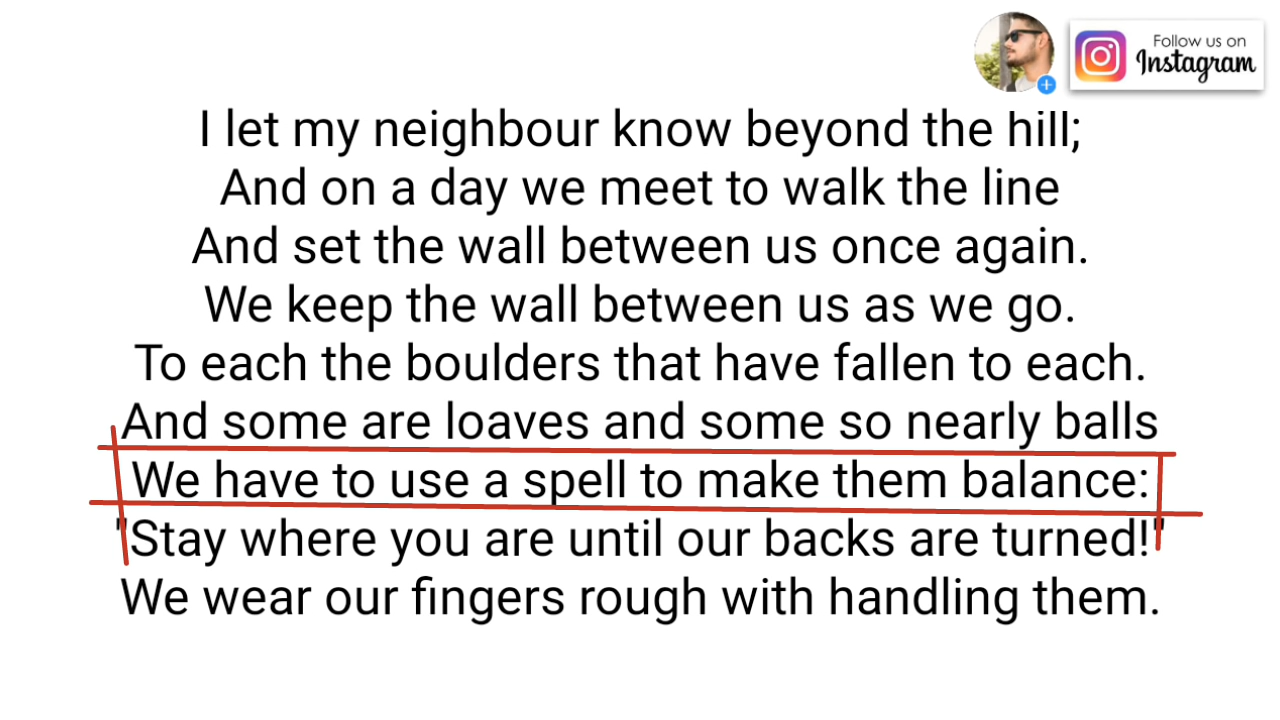 Follow us on
Instagram
I let my neighbour know beyond the hill;
And on a day we meet to walk the line
And set the wall between us once again.
We keep the wall between us as we go.
To each the boulders that have fallen to each.
And some are loaves and some so nearly balls
We have to use a spell to make them balance:
"Stay where you are until our backs are turned!"
We wear our fingers rough with handling them.